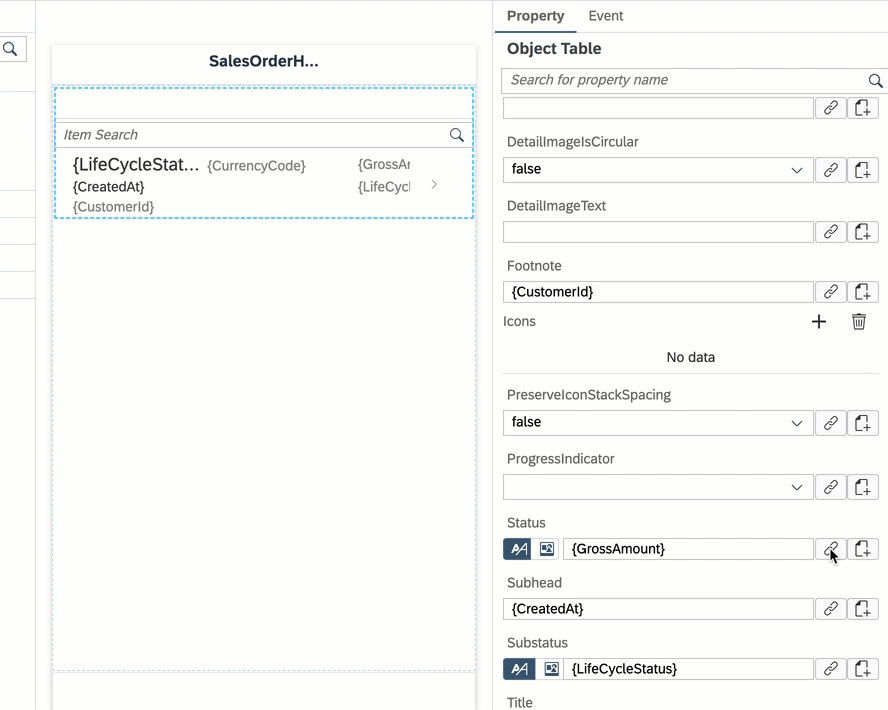 Property Event
Object Table
Search for property name
SalesOrderH...
Item Search
{LifeCycleStat... {CurrencyCode} {GrossAr
{CreatedAt} {LifeCycl
{CustomerId}
DetailImageIsCircular
false
DetailImageText
Footnote
{CustomerId}
Icons
No data
PreserveIconStackSpacing
false
ProgressIndicator
Status
{GrossAmount}
Subhead
{CreatedAt}
Substatus
{LifeCycleStatus}
Title